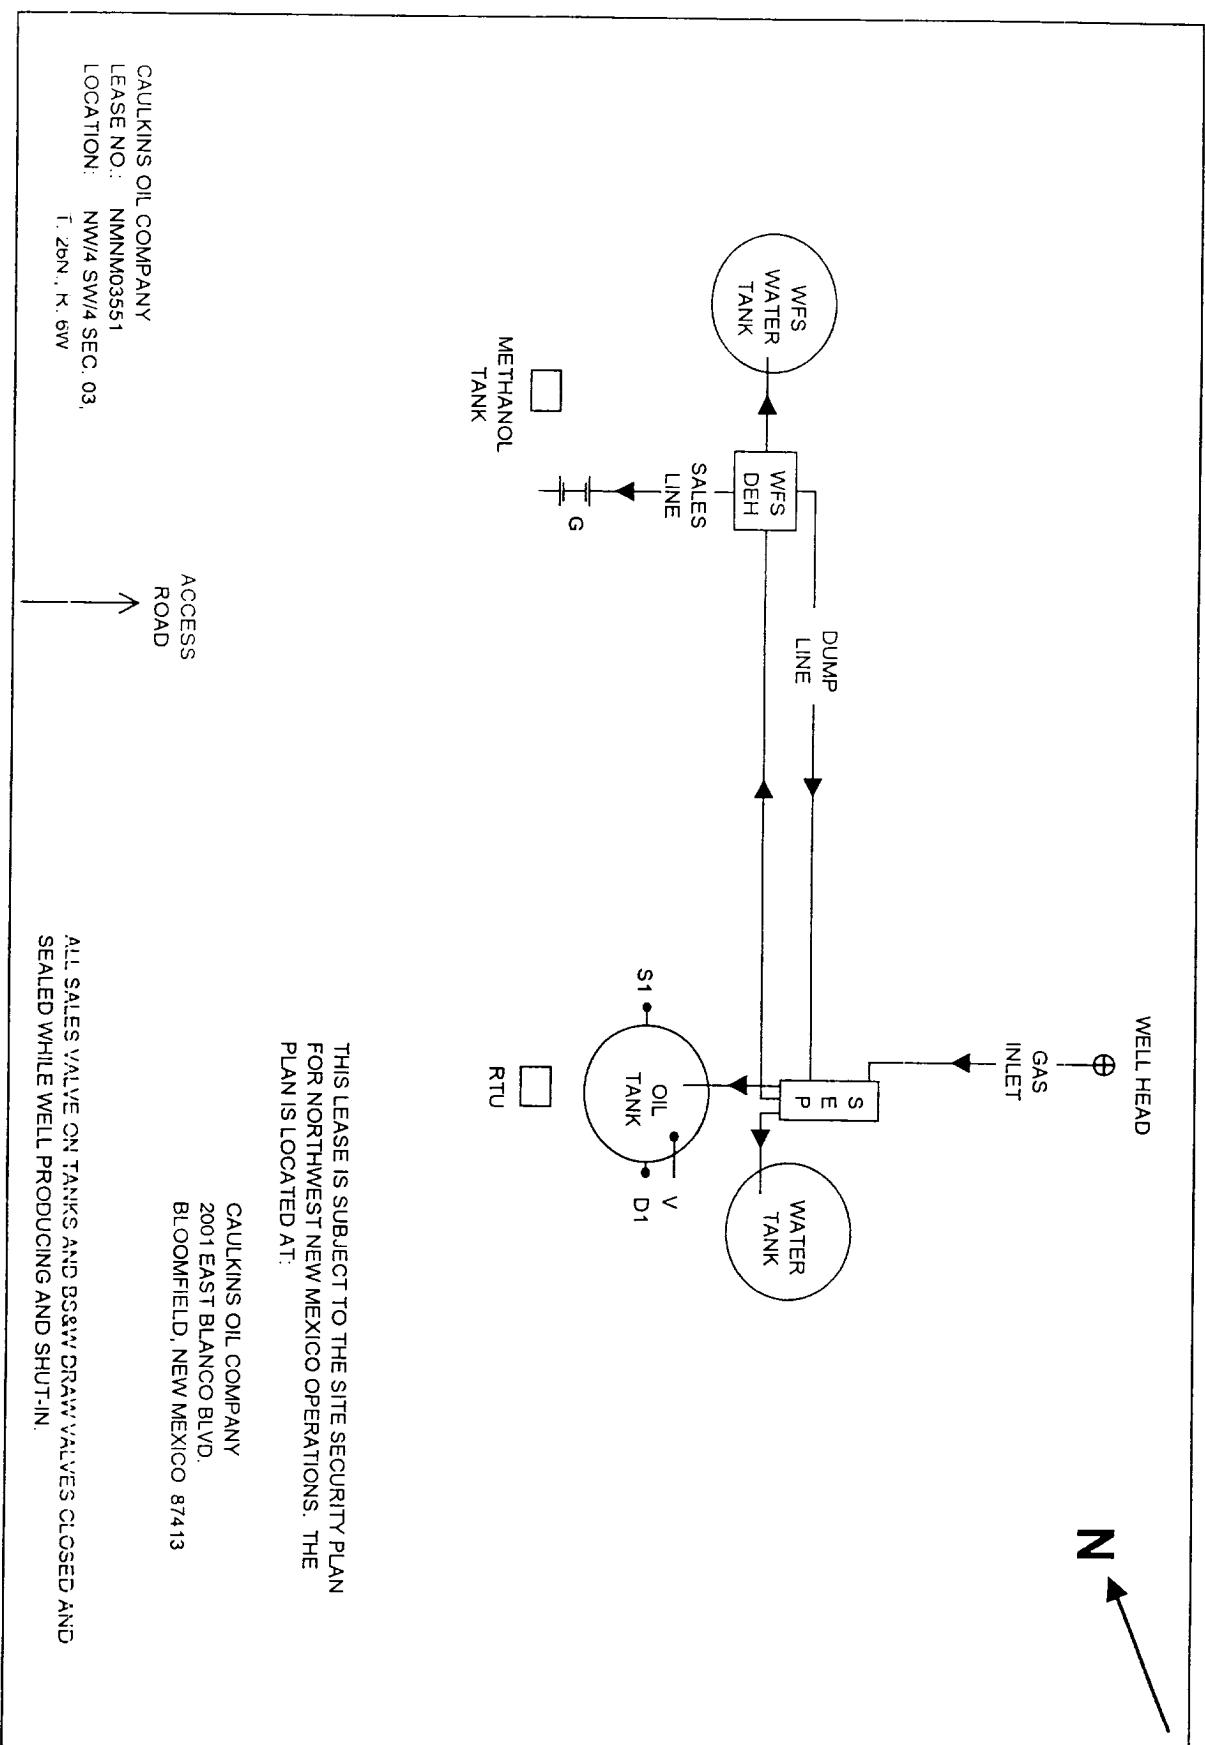 WELL HEAD
GAS
INLET
S
E
P
WATER
TANK
OIL
TANK
S1
V
D1
RTU
DUMP
LINE
WFS
DEH
WFS
WATER
TANK
SALES
LINE
G
METHANOL
TANK
N
ACCESS
ROAD
THIS LEASE IS SUBJECT TO THE SITE SECURITY PLAN
FOR NORTHWEST NEW MEXICO OPERATIONS. THE
PLAN IS LOCATED AT:
CAULKINS OIL COMPANY
2001 EAST BLANCO BLVD.
BLOOMFIELD, NEW MEXICO 87413
CAULKINS OIL COMPANY
LEASE NO.: NMNM03551
LOCATION: NW/4 SW/4 SEC. 03,
T. 26N., R. 6W
ALL SALES VALVE ON TANKS AND BS&W DRAW VALVES CLOSED AND
SEALED WHILE WELL PRODUCING AND SHUT-IN.